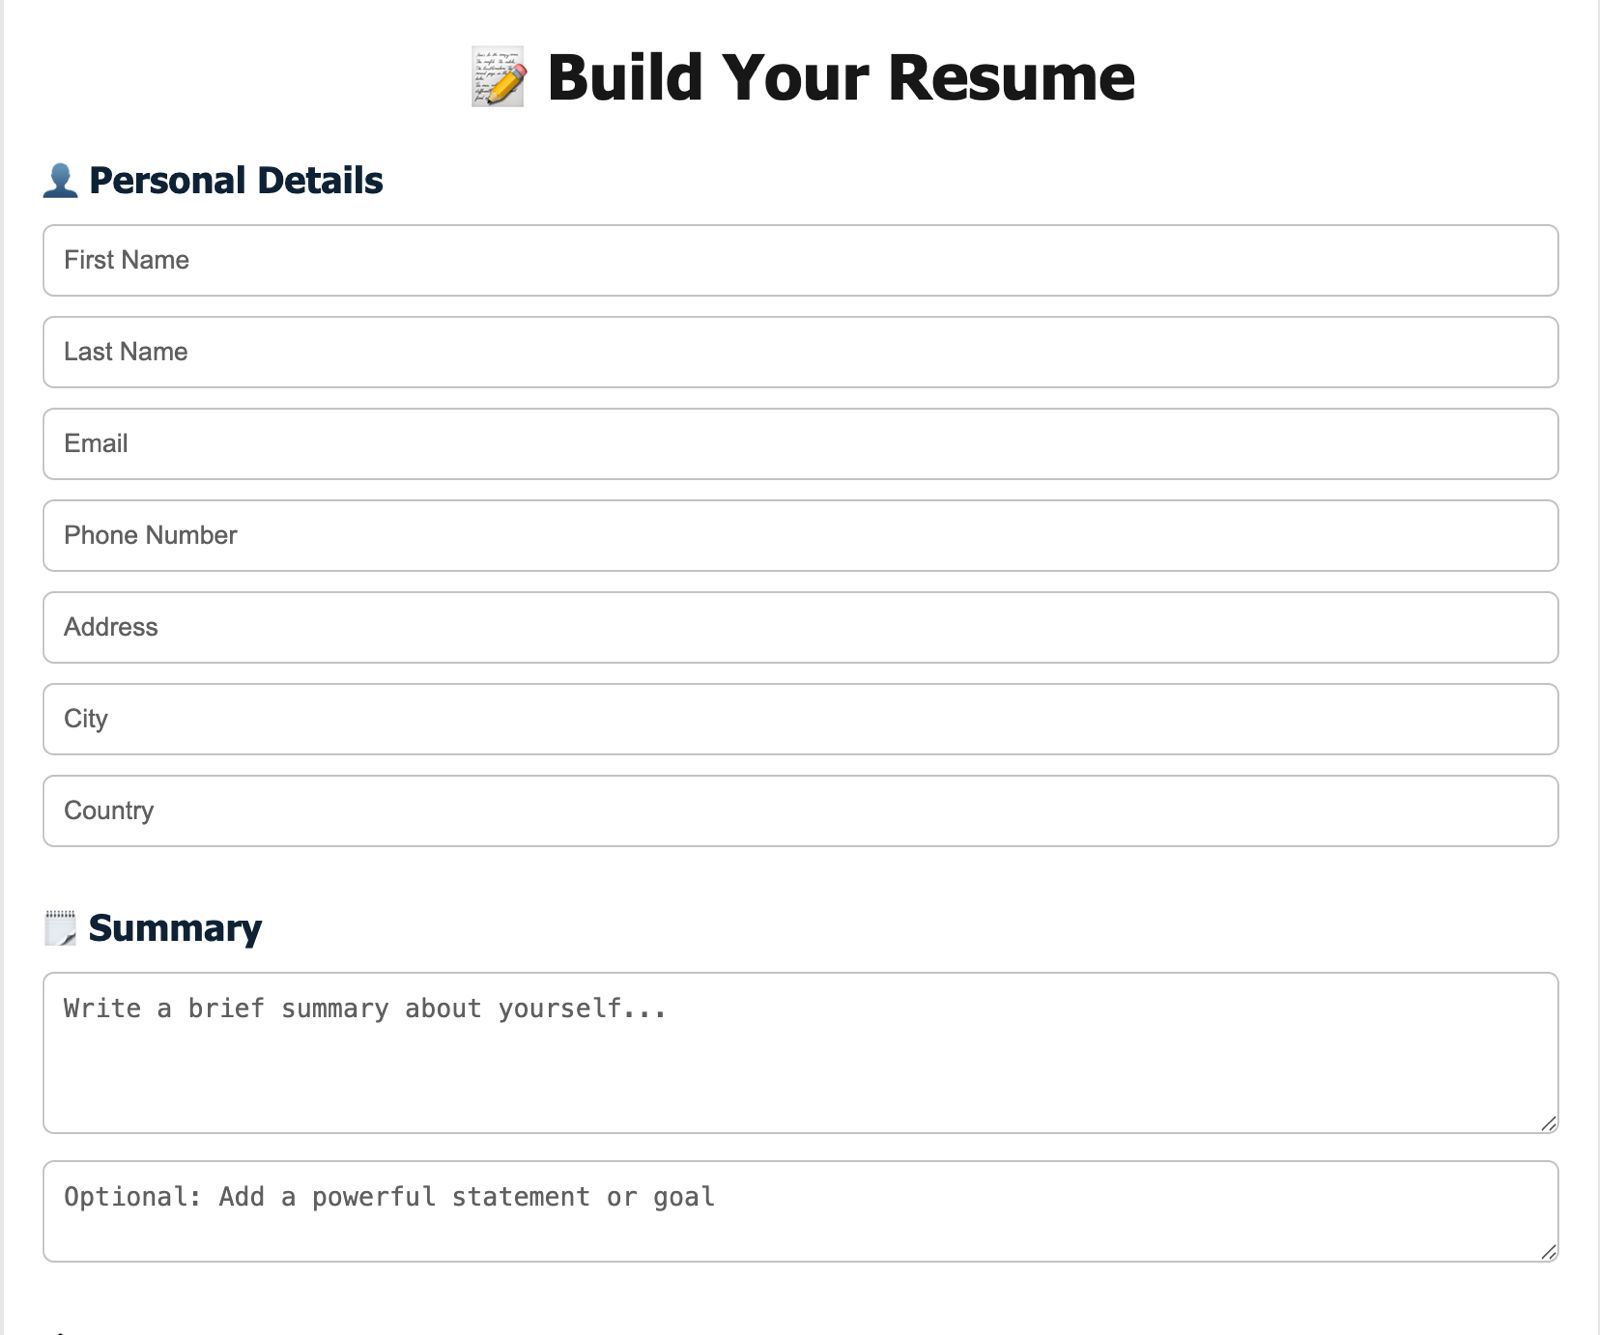 Build Your Resume
Personal Details
First Name
Last Name
Email
Phone Number
Address
City
Country
Summary
Write a brief summary about yourself...
Optional: Add a powerful statement or goal